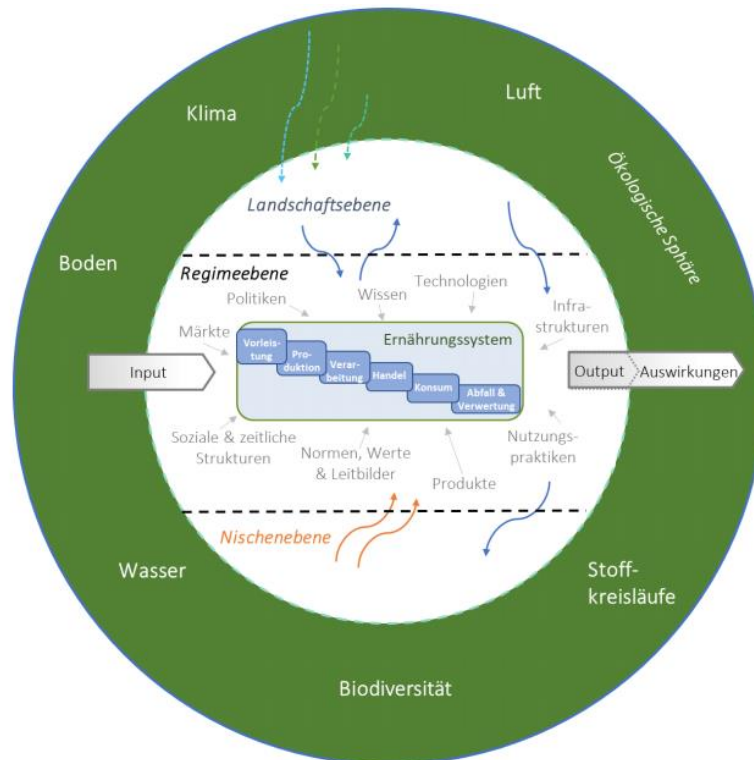 Klima
Luft
Ökologische Sphäre
Landschaftsebene
Boden
Regimeebene
Politiken
Wissen
Technologien
Infra-
strukturen
Märkte
Ernährungssystem
Vorleis-
tung
Pro-
duktion
Verar-
beitung
Handel
Konsum
Abfall &
Verwertung
Input
Output
Auswirkungen
Soziale & zeitliche
Strukturen
Normen, Werte
& Leitbilder
Produkte
Nutzungs-
praktiken
Nischenebene
Wasser
Stoff-
kreisläufe
Biodiversität